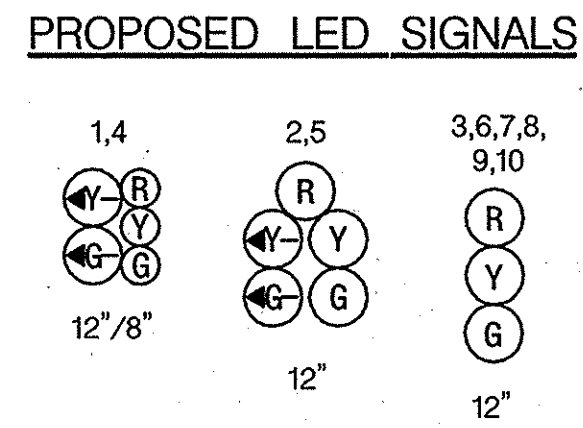 PROPOSED LED SIGNALS
1,4
Y R
Y
G G
12"/8"
2,5
R
Y Y
G G
12"
3,6,7,8,
9,10
R
Y
G
12"